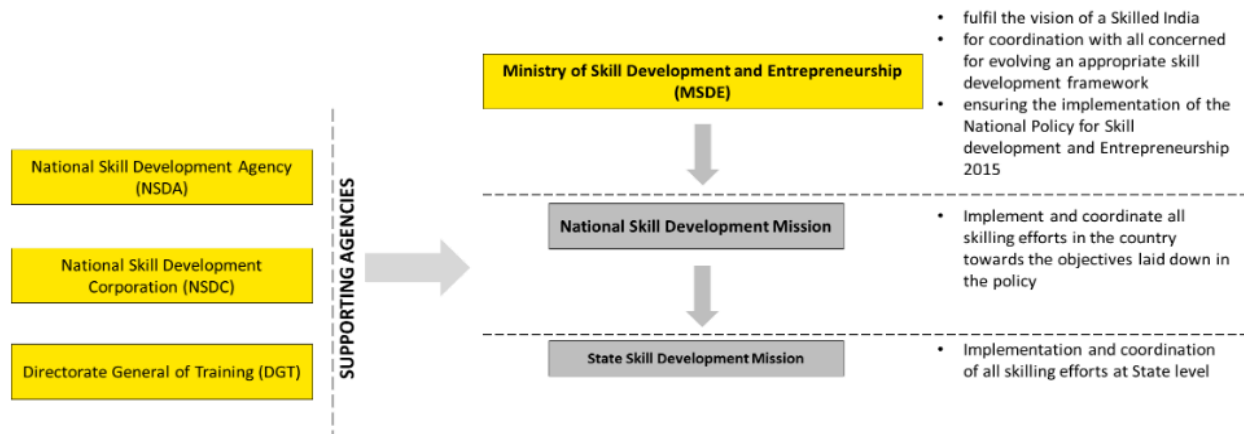 National Skill Development Agency
(NSDA)
National Skill Development
Corporation (NSDC)
Directorate General of Training (DGT)
SUPPORTING AGENCIES
Ministry of Skill Development and Entrepreneurship
(MSDE)
• fulfil the vision of a Skilled India
• for coordination with all concerned
for evolving an appropriate skill
development framework
• ensuring the implementation of the
National Policy for Skill
development and Entrepreneurship
2015
National Skill Development Mission
• Implement and coordinate all
skilling efforts in the country
towards the objectives laid down in
the policy
State Skill Development Mission
• Implementation and coordination
of all skilling efforts at State level